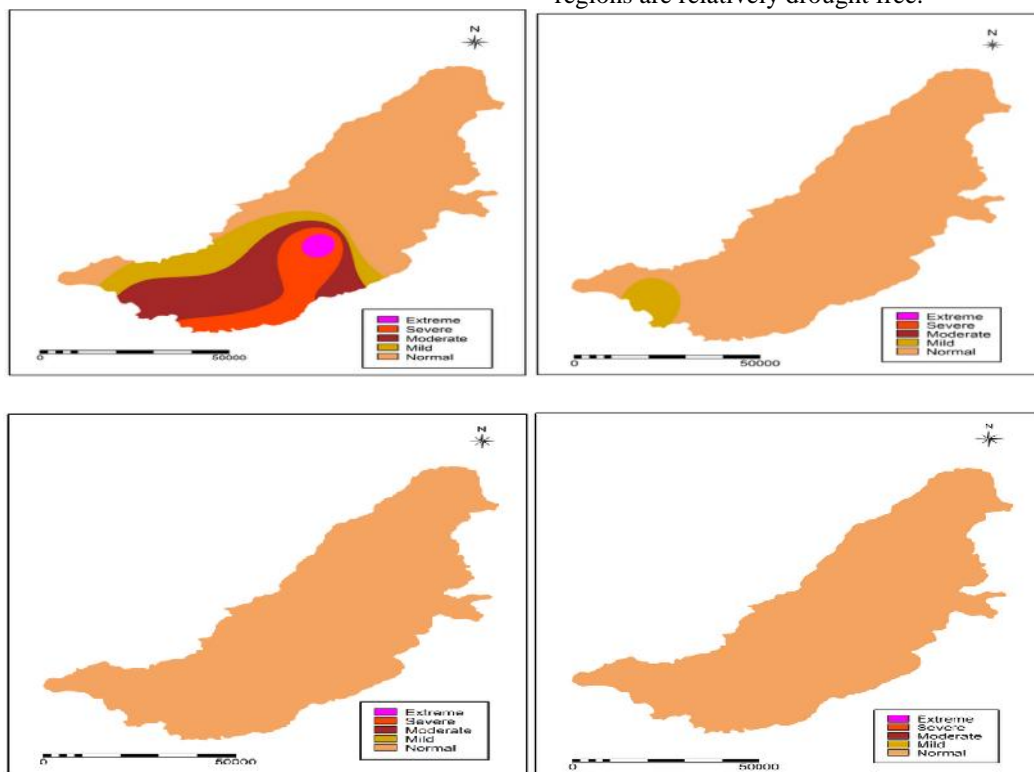 regions are relatively drought free.
N
Extreme
Severe
Moderate
Mild
Normal
0 50000
N
Extreme
Severe
Moderate
Mild
Normal
0 50000
N
Extreme
Severe
Moderate
Mild
Normal
0 50000
N
Extreme
Severe
Moderate
Mild
Normal
0 50000